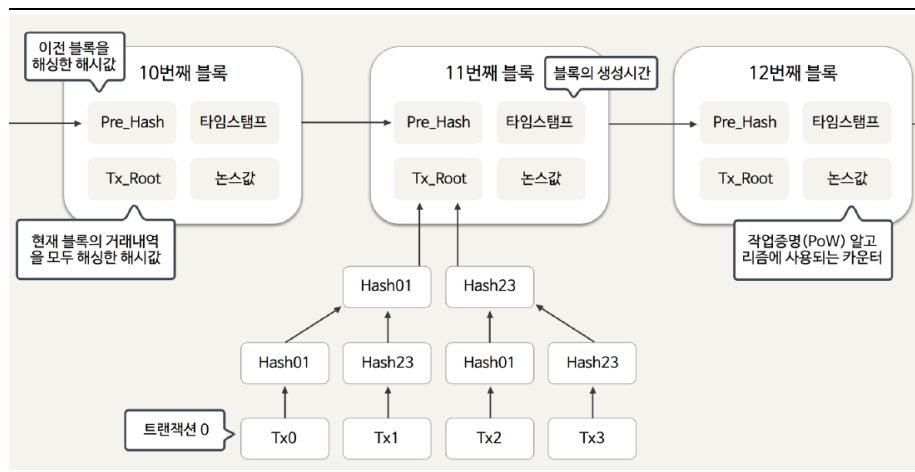 이전 블록을
해싱한 해시값
10번째 블록
Pre_Hash
타임스탬프
Tx_Root
논스값
현재 블록의 거래내역
을 모두 해싱한 해시값
11번째 블록
블록의 생성시간
Pre_Hash
타임스탬프
Tx_Root
논스값
12번째 블록
Pre_Hash
타임스탬프
Tx_Root
논스값
작업증명(PoW) 알고
리즘에 사용되는 카운터
Hash01
Hash23
Hash01
Hash23
Hash01
Hash23
트랜잭션 0
Tx0
Tx1
Tx2
Tx3